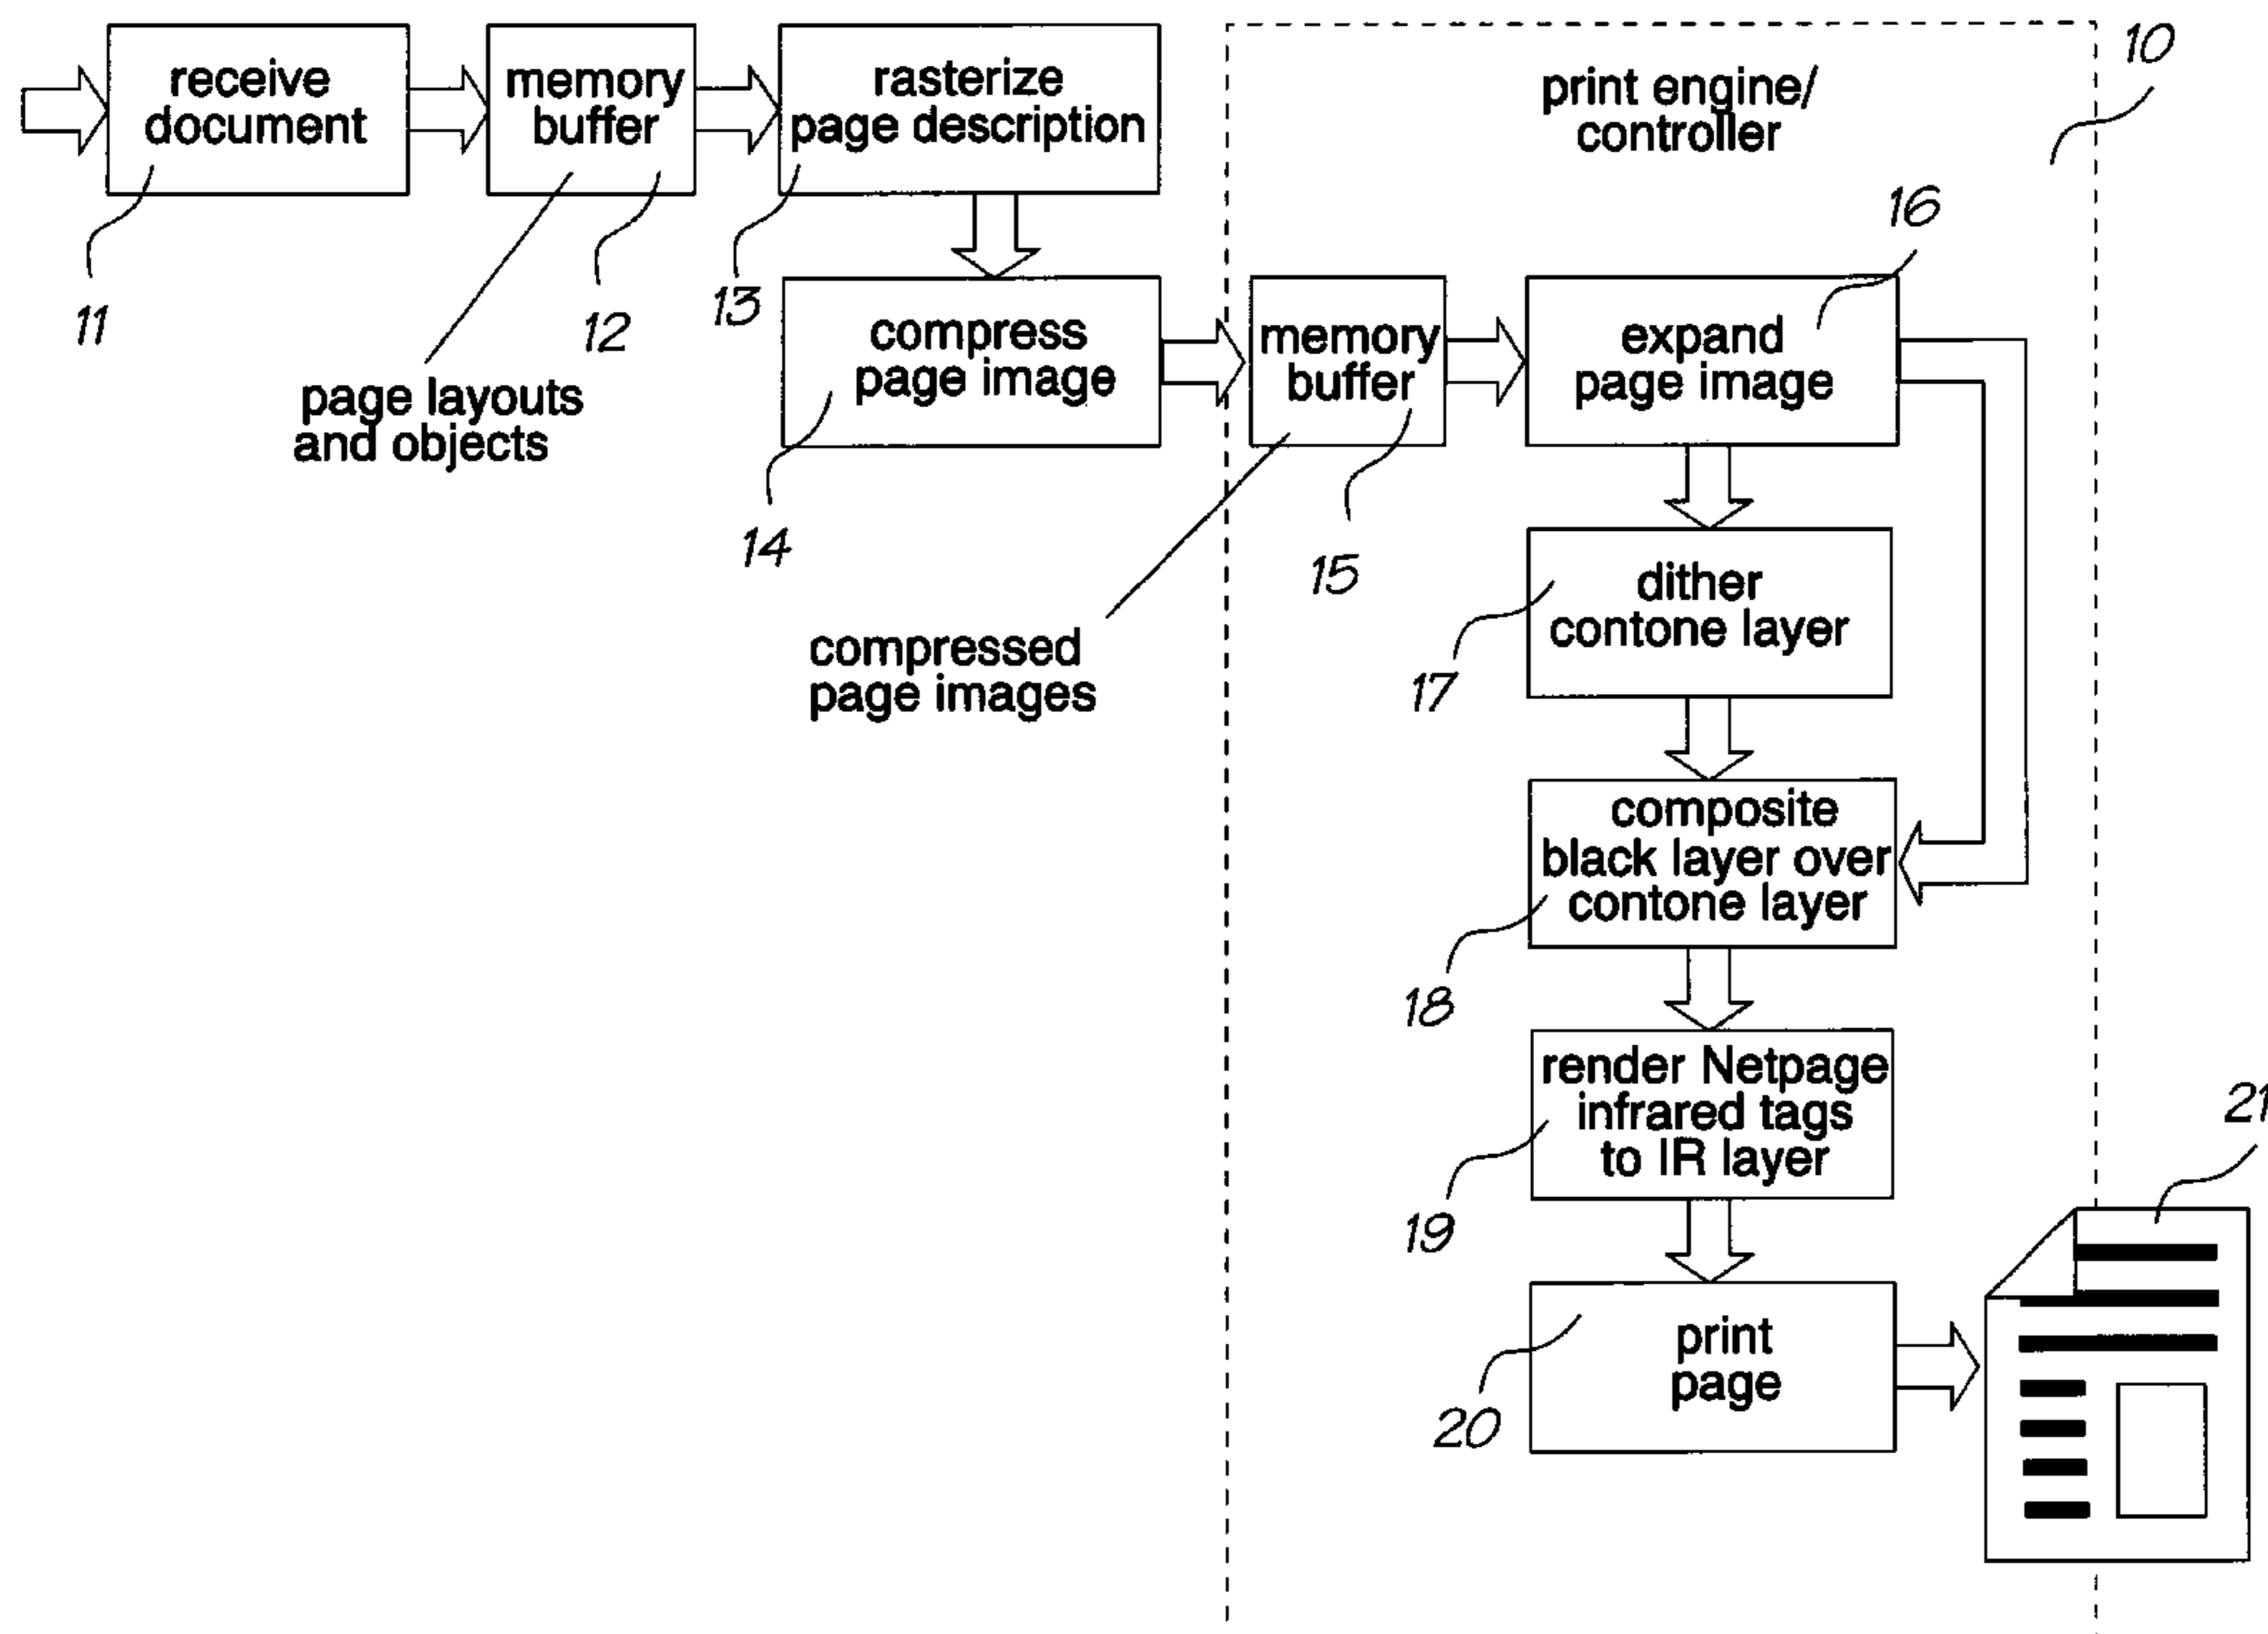 receive
document
11
memory
buffer
12
page layouts
and objects
rasterize
page description
13
compress
page image
14
print engine/
controller
10
memory
buffer
15
compressed
page images
expand
page image
16
dither
contone layer
17
composite
black layer over
contone layer
18
render Netpage
infrared tags
to IR layer
19
print
page
20
21